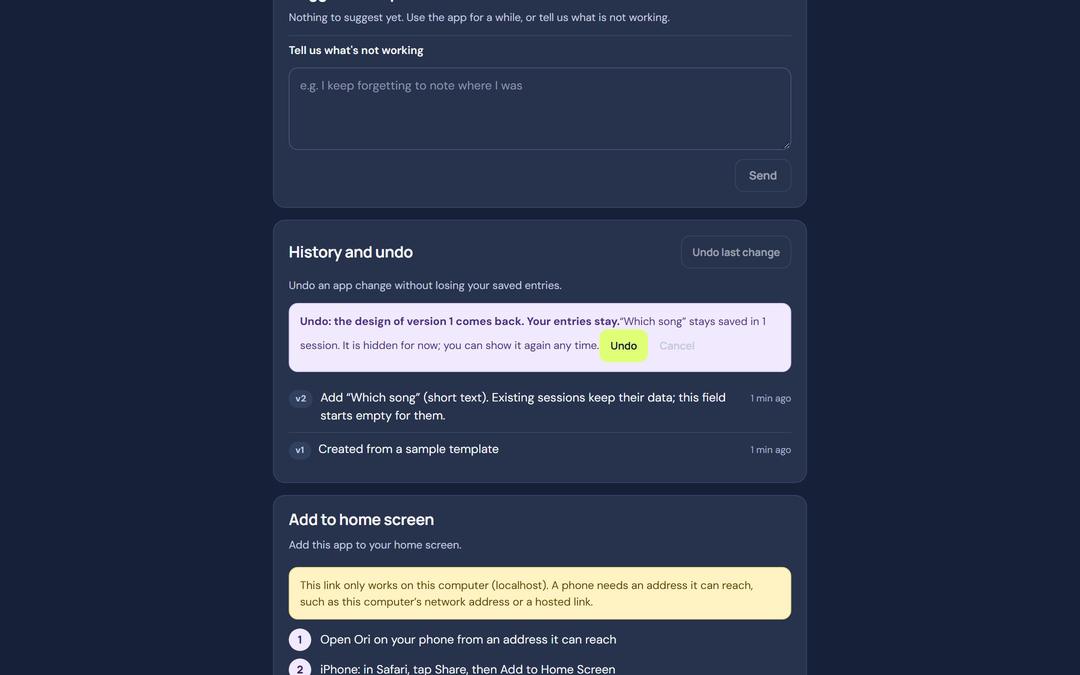 Nothing to suggest yet. Use the app for a while, or tell us what is not working.
Tell us what's not working
e.g. I keep forgetting to note where I was
Send
History and undo
Undo last change
Undo an app change without losing your saved entries.
Undo: the design of version 1 comes back. Your entries stay.“Which song” stays saved in 1
session. It is hidden for now; you can show it again any time. Undo Cancel
v2 Add “Which song” (short text). Existing sessions keep their data; this field 1 min ago
starts empty for them.
v1 Created from a sample template 1 min ago
Add to home screen
Add this app to your home screen.
This link only works on this computer (localhost). A phone needs an address it can reach,
such as this computer's network address or a hosted link.
1 Open Ori on your phone from an address it can reach
2 iPhone: in Safari, tap Share, then Add to Home Screen